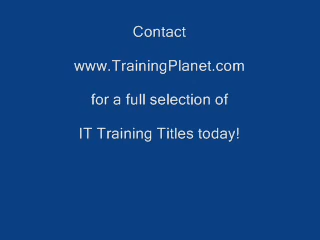 Contact
www.TrainingPlanet.com
for a full selection of
IT Training Titles today!